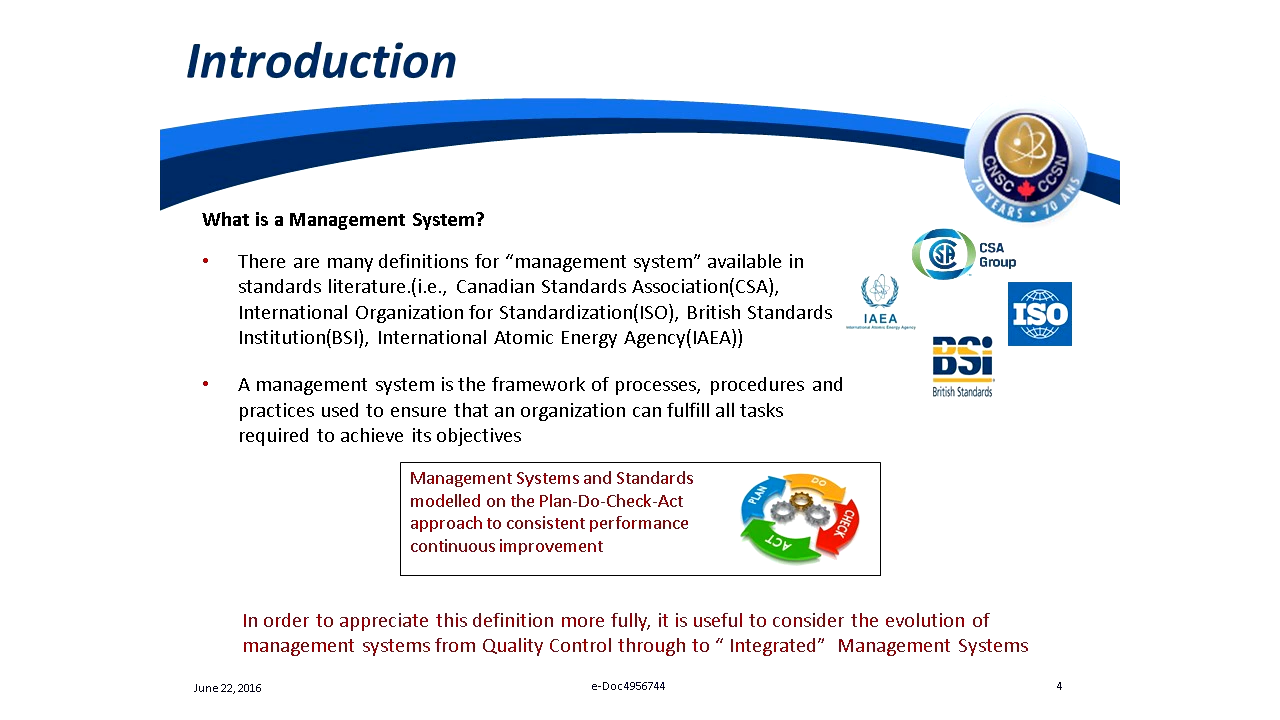 Introduction
CNSC CCSN
70 YEARS • 70 ANS
What is a Management System?
• There are many definitions for “management system” available in
standards literature.(i.e., Canadian Standards Association(CSA),
International Organization for Standardization(ISO), British Standards
Institution(BSI), International Atomic Energy Agency(IAEA))
CSA
Group
IAEA
International Atomic Energy Agency
ISO
BSi
British Standards
• A management system is the framework of processes, procedures and
practices used to ensure that an organization can fulfill all tasks
required to achieve its objectives
Management Systems and Standards
modelled on the Plan-Do-Check-Act
approach to consistent performance
continuous improvement
PLAN
DO
CHECK
ACT
In order to appreciate this definition more fully, it is useful to consider the evolution of
management systems from Quality Control through to “ Integrated”  Management Systems
June 22, 2016
e-Doc4956744
4